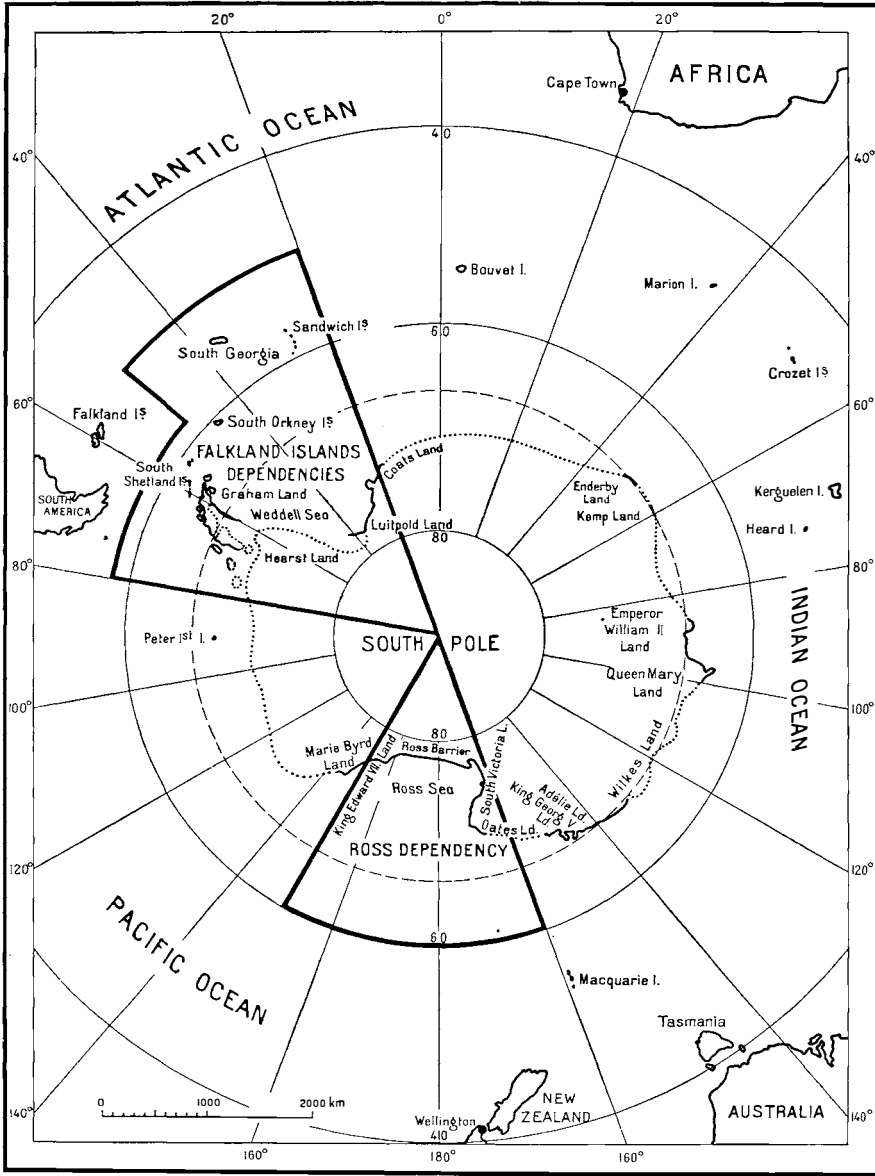 20°
0°
20°
AFRICA
Cape Town
ATLANTIC OCEAN
40
40°
40°
Bouvet I.
Marion I.
Sandwich Is
60
South Georgia
Crozet Is
60°
60°
Falkland Is
South Orkney Is
FALKLAND ISLANDS
DEPENDENCIES
South
Shetland Is
Coats Land
SOUTH
AMERICA
Graham Land
Enderby
Land
Kerguelen I.
Weddell Sea
Kemp Land
Luitpold Land
Heard I.
80
Hearst Land
80°
80°
INDIAN OCEAN
Emperor
William II
Land
Peter Ist I.
SOUTH POLE
Queen Mary
Land
100°
100°
80
Marie Byrd
Land
King Edward VII. Land
Ross Barrier
South Victoria L.
Wilkes Land
Ross Sea
Adélie Ld.
King Georg V
Ld
Oates Ld.
ROSS DEPENDENCY
120°
120°
PACIFIC OCEAN
60
Macquarie I.
Tasmania
0 1000 2000 km
NEW
ZEALAND
AUSTRALIA
140°
140°
Wellington
40
160°
180°
160°